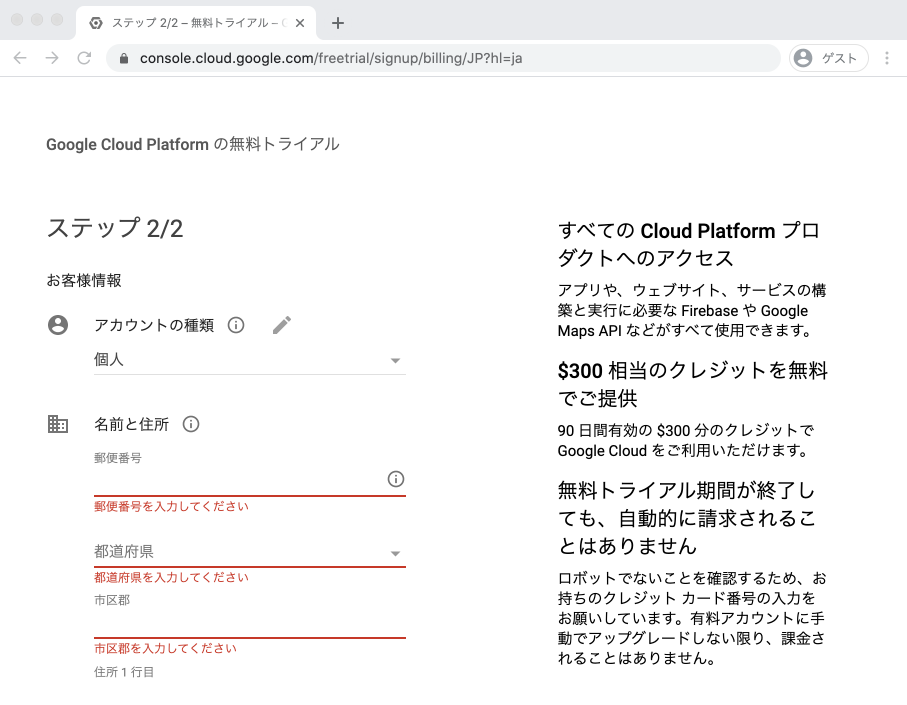 ステップ 2/2 – 無料トライアル –
console.cloud.google.com/freetrial/signup/billing/JP?hl=ja
ゲスト
Google Cloud Platform の無料トライアル
ステップ 2/2
お客様情報
アカウントの種類
個人
名前と住所
郵便番号
郵便番号を入力してください
都道府県
都道府県を入力してください
市区郡
市区郡を入力してください
住所 1 行目
すべての Cloud Platform プロ
ダクトへのアクセス
アプリや、ウェブサイト、サービスの構
築と実行に必要な Firebase や Google
Maps API などがすべて使用できます。
$300 相当のクレジットを無料
でご提供
90 日間有効の $300 分のクレジットで
Google Cloud をご利用いただけます。
無料トライアル期間が終了し
ても、自動的に請求されるこ
とはありません
ロボットでないことを確認するため、お
持ちのクレジット カード番号の入力を
お願いしています。有料アカウントに手
動でアップグレードしない限り、課金さ
れることはありません。